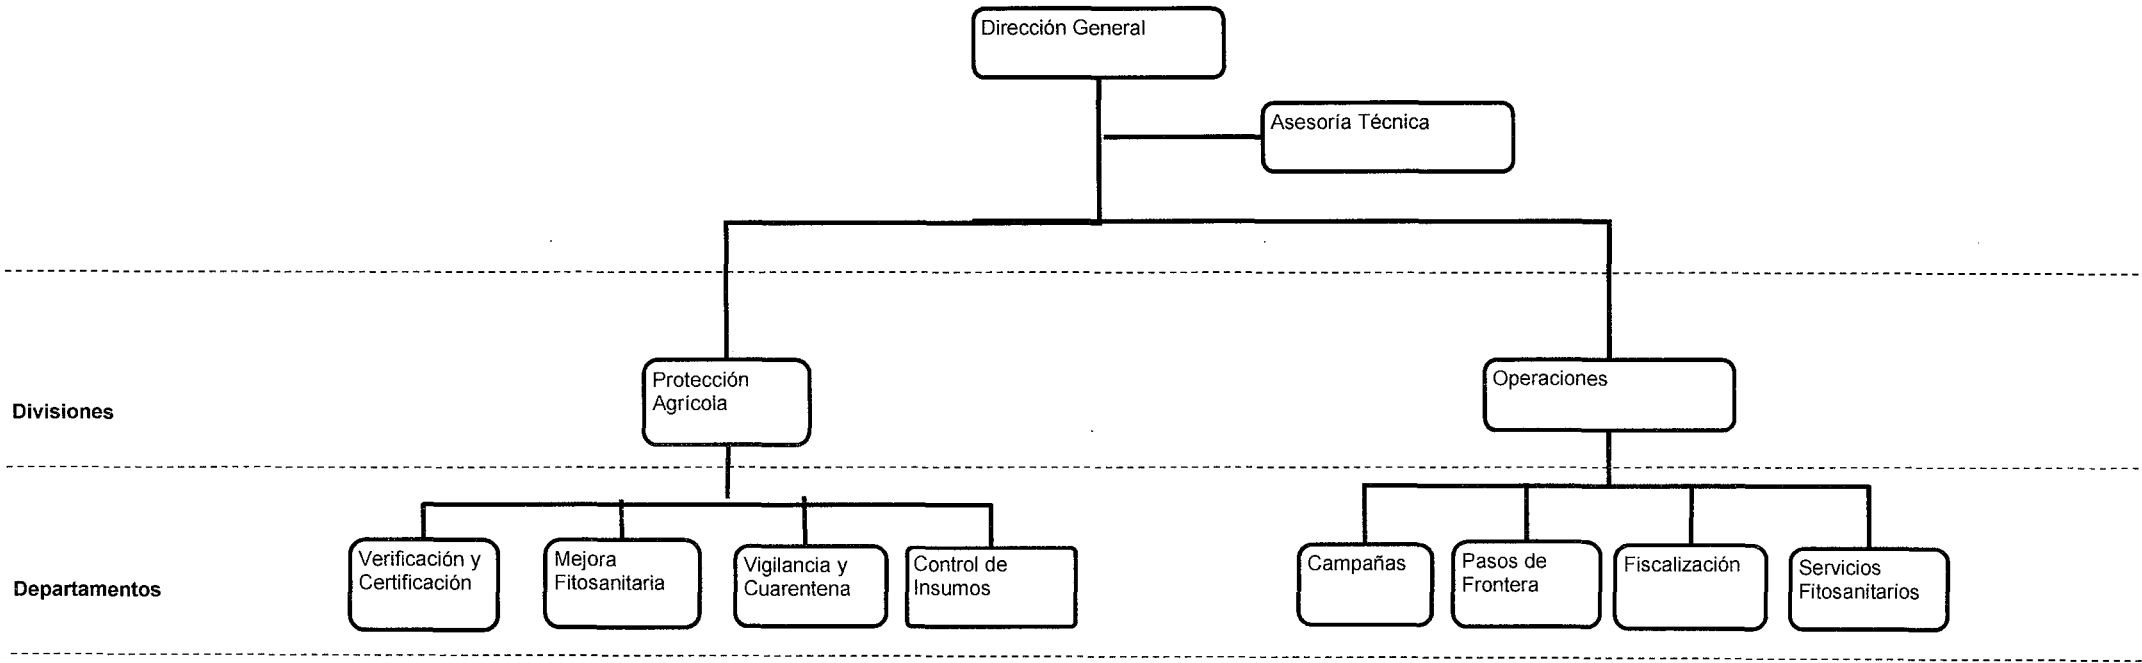 Dirección General
Asesoría Técnica
Divisiones
Protección
Agrícola
Operaciones
Departamentos
Verificación y
Certificación
Mejora
Fitosanitaria
Vigilancia y
Cuarentena
Control de
Insumos
Campañas
Pasos de
Frontera
Fiscalización
Servicios
Fitosanitarios